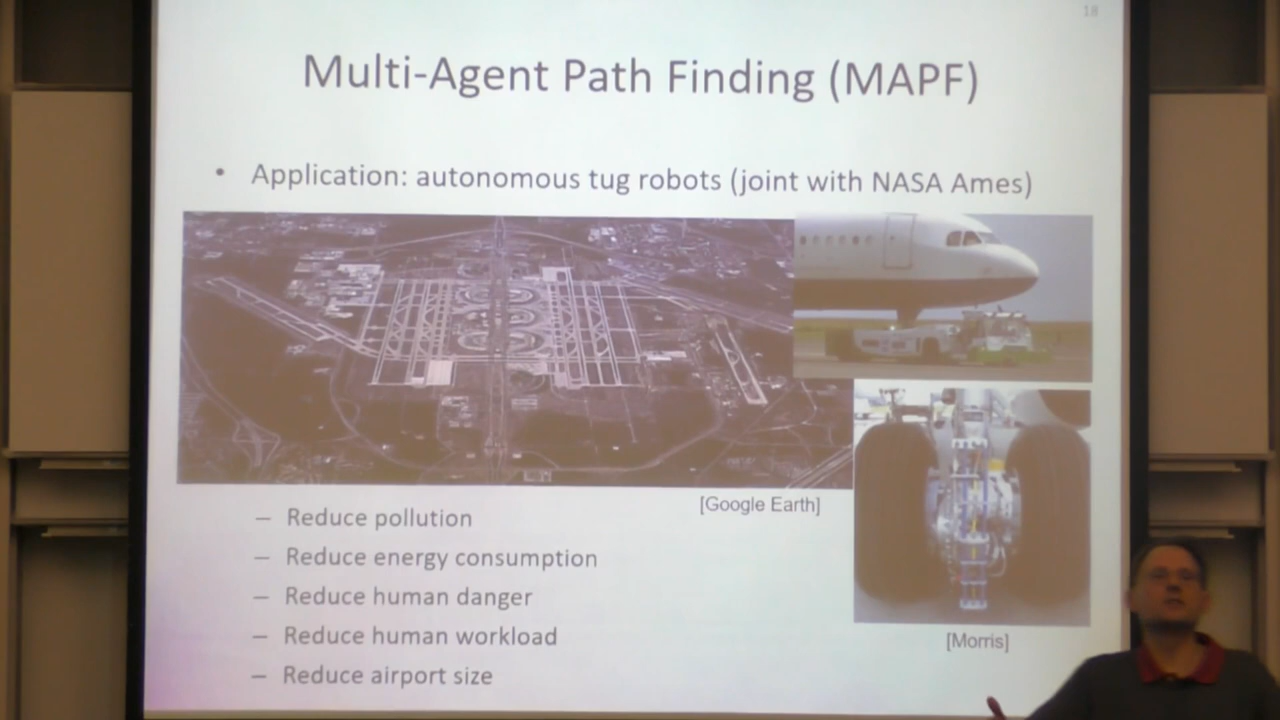 18
Multi-Agent Path Finding (MAPF)
• Application: autonomous tug robots (joint with NASA Ames)
[Google Earth]
– Reduce pollution
– Reduce energy consumption
– Reduce human danger
– Reduce human workload
– Reduce airport size
[Morris]